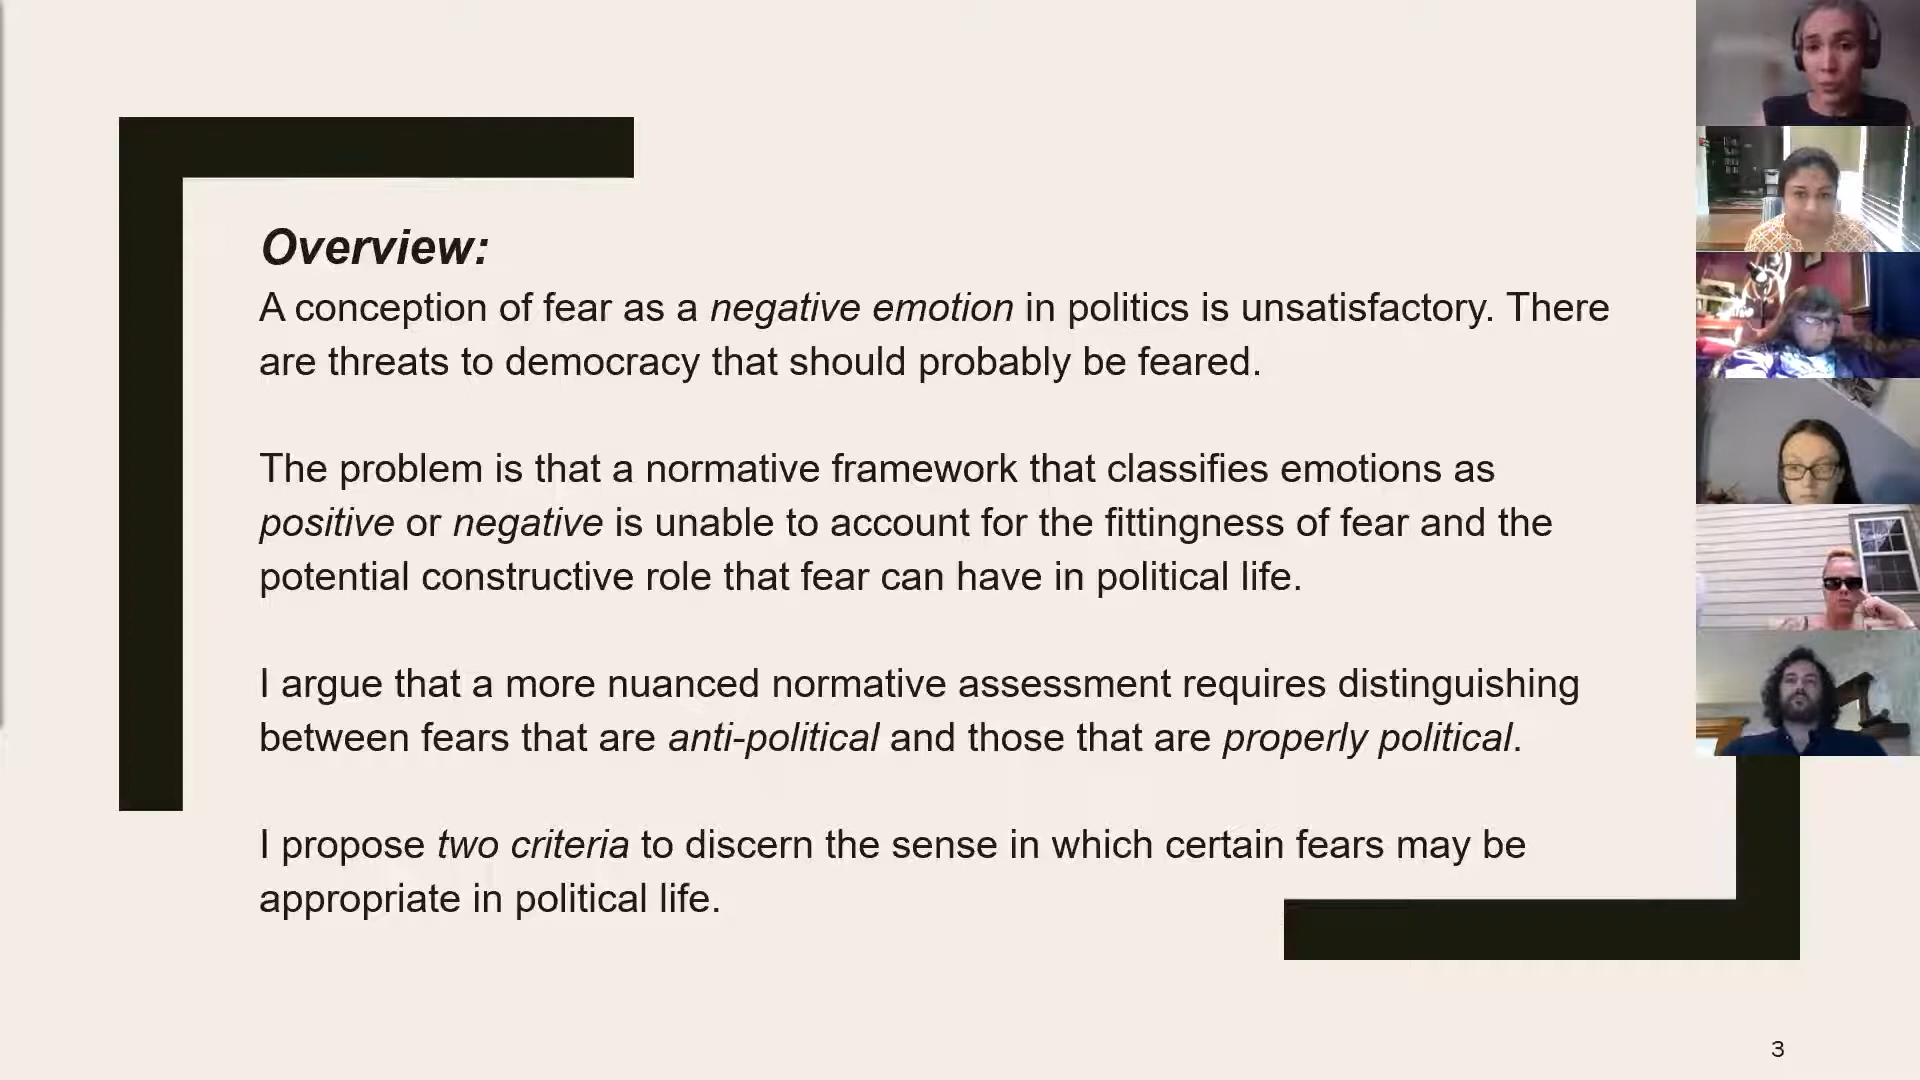 Overview:
A conception of fear as a negative emotion in politics is unsatisfactory. There
are threats to democracy that should probably be feared.
The problem is that a normative framework that classifies emotions as
positive or negative is unable to account for the fittingness of fear and the
potential constructive role that fear can have in political life.
I argue that a more nuanced normative assessment requires distinguishing
between fears that are anti-political and those that are properly political.
I propose two criteria to discern the sense in which certain fears may be
appropriate in political life.
3